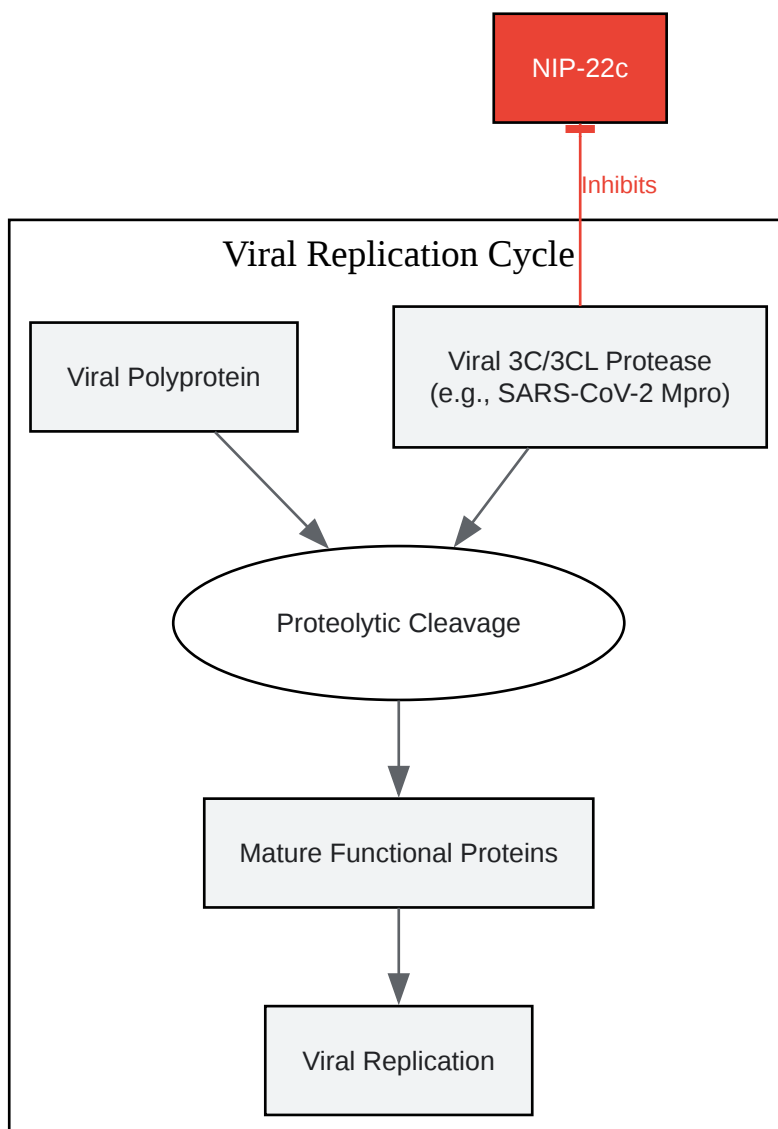 NIP-22c
Inhibits
Viral Replication Cycle
Viral Polyprotein
Viral 3C/3CL Protease
(e.g., SARS-CoV-2 Mpro)
Proteolytic Cleavage
Mature Functional Proteins
Viral Replication